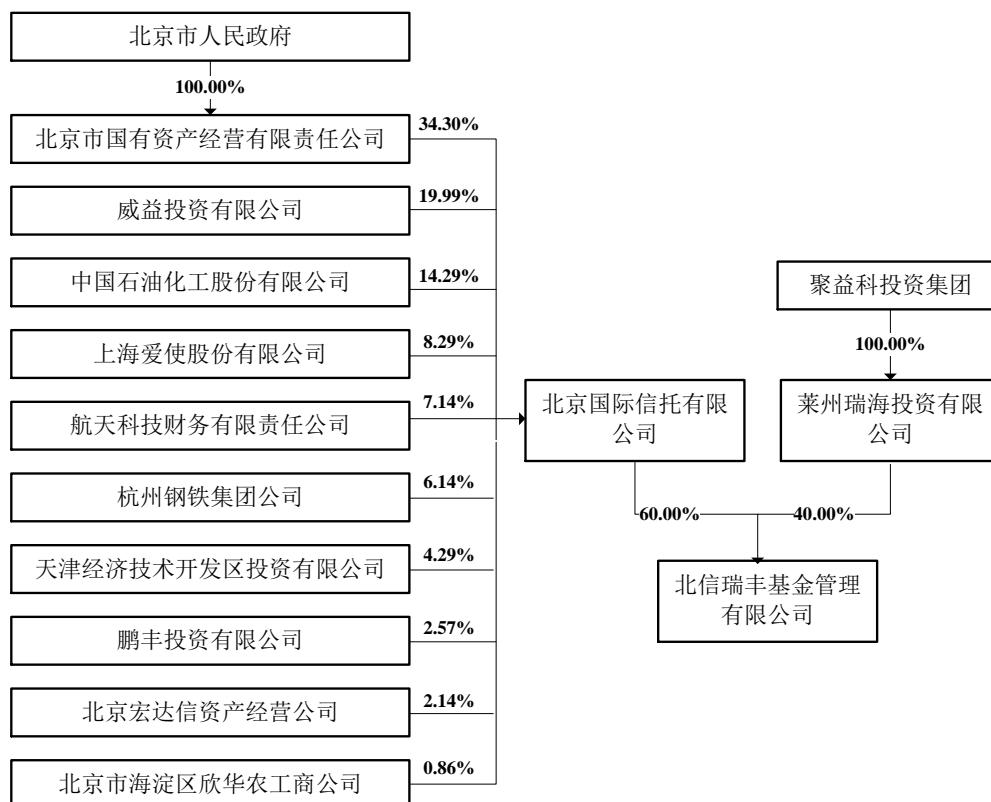 北京市人民政府
100.00%
北京市国有资产经营有限责任公司
34.30%
威益投资有限公司
19.99%
中国石油化工股份有限公司
14.29%
上海爱使股份有限公司
8.29%
航天科技财务有限责任公司
7.14%
杭州钢铁集团公司
6.14%
天津经济技术开发区投资有限公司
4.29%
鹏丰投资有限公司
2.57%
北京宏达信资产经营公司
2.14%
北京市海淀区欣华农工商公司
0.86%
北京国际信托有限
公司
聚益科投资集团
100.00%
莱州瑞海投资有限
公司
60.00%
40.00%
北信瑞丰基金管理
有限公司